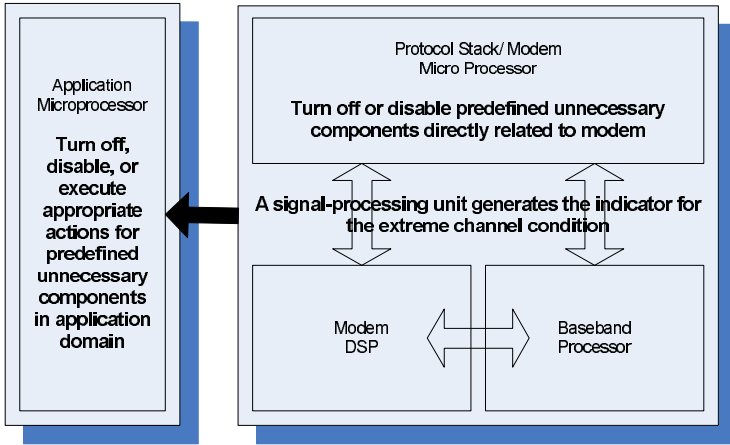 Application
Microprocessor
Turn off,
disable, or
execute
appropriate
actions for
predefined
unnecessary
components
in application
domain
Protocol Stack/ Modem
Micro Processor
Turn off or disable predefined unnecessary
components directly related to modem
A signal-processing unit generates the indicator for
the extreme channel condition
Modem
DSP
Baseband
Processor